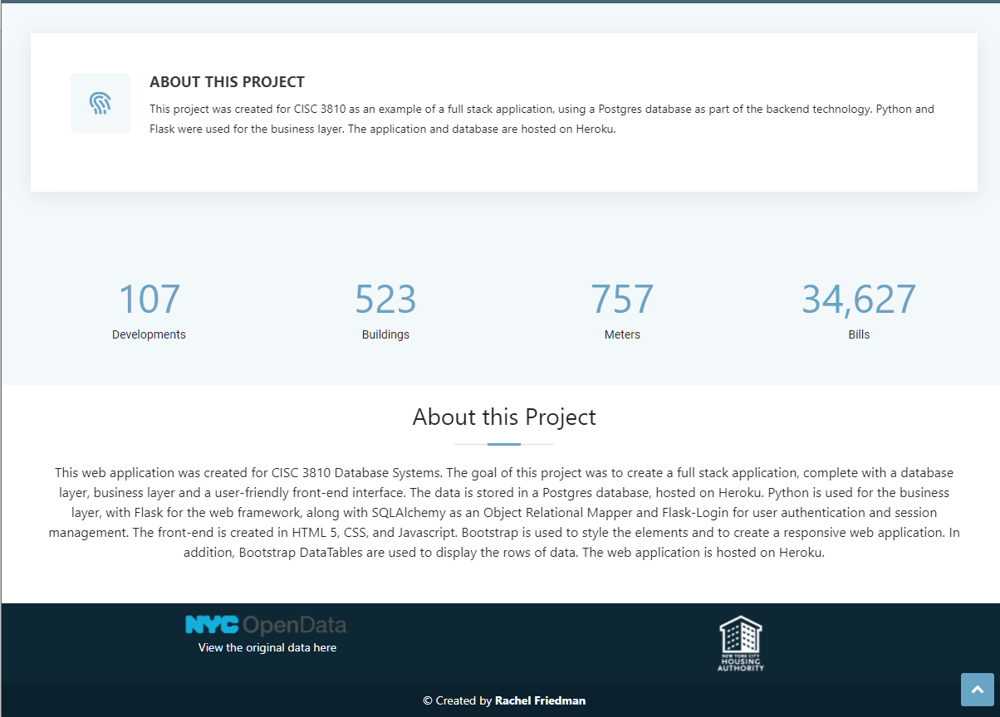 ABOUT THIS PROJECT
This project was created for CISC 3810 as an example of a full stack application, using a Postgres database as part of the backend technology. Python and
Flask were used for the business layer. The application and database are hosted on Heroku.
107
Developments
523
Buildings
757
Meters
34,627
Bills
About this Project
This web application was created for CISC 3810 Database Systems. The goal of this project was to create a full stack application, complete with a database
layer, business layer and a user-friendly front-end interface. The data is stored in a Postgres database, hosted on Heroku. Python is used for the business
layer, with Flask for the web framework, along with SQLAlchemy as an Object Relational Mapper and Flask-Login for user authentication and session
management. The front-end is created in HTML 5, CSS, and Javascript. Bootstrap is used to style the elements and to create a responsive web application. In
addition, Bootstrap DataTables are used to display the rows of data. The web application is hosted on Heroku.
NYC OpenData
View the original data here
NEW YORK CITY
HOUSING
AUTHORITY
© Created by Rachel Friedman